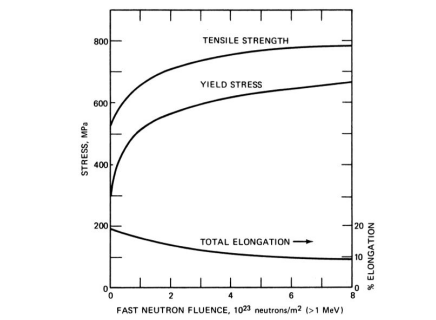 800
600
400
200
0
STRESS, MPa
TENSILE STRENGTH
YIELD STRESS
TOTAL ELONGATION
20
10
0
% ELONGATION
0 2 4 6 8
FAST NEUTRON FLUENCE, 10²³ neutrons/m² (>1 MeV)